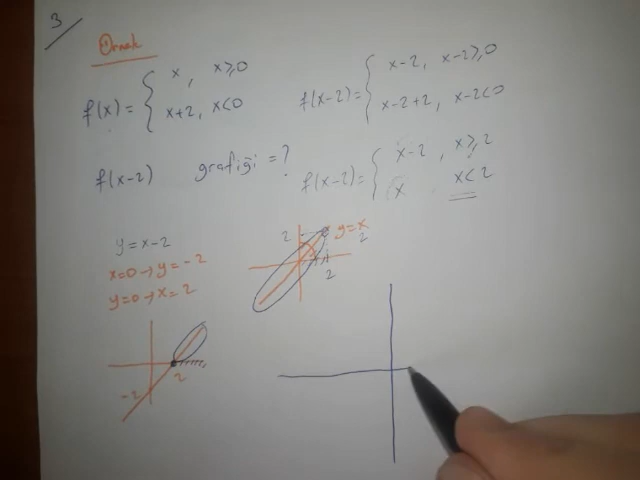 3
Örnek
f(x) = { x, x≥0
x+2, x<0
f(x-2) = { x-2, x-2≥0
x-2+2, x-2<0
f(x-2) grafiği = ?
f(x-2) = { x-2, x≥2
x x<2
y=x-2
x=0→y=-2
y=0→x=2
2 y=x
2
2
2
-2